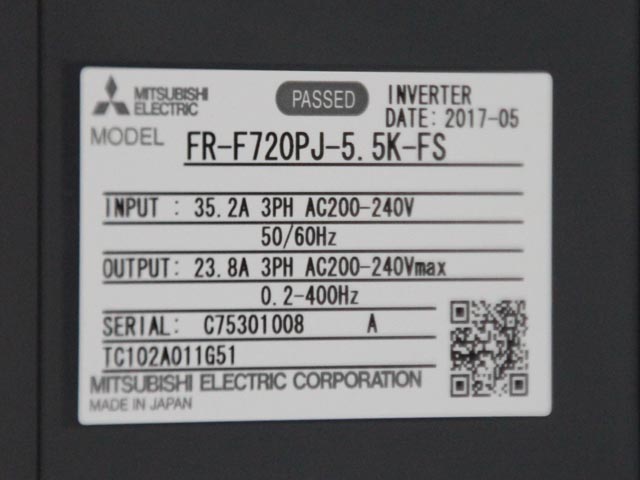 MITSUBISHI
ELECTRIC
PASSED
INVERTER
DATE: 2017-05
MODEL FR-F720PJ-5.5K-FS
INPUT : 35.2A 3PH AC200-240V
50/60Hz
OUTPUT: 23.8A 3PH AC200-240Vmax
0.2-400Hz
SERIAL: C75301008 A
TC102A011G51
MITSUBISHI ELECTRIC CORPORATION
MADE IN JAPAN